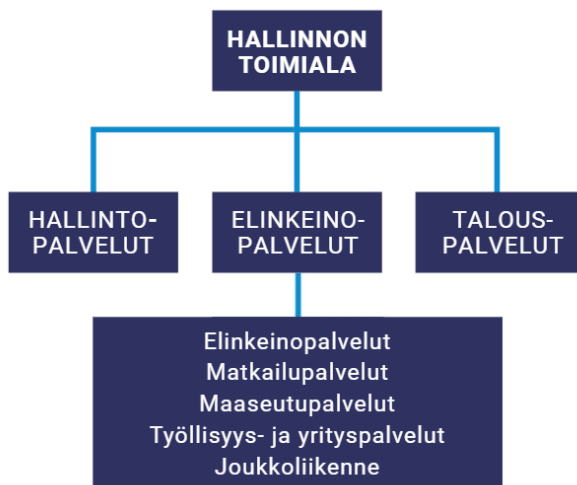 HALLINNON
TOIMIALA
HALLINTO-
PALVELUT
ELINKEINO-
PALVELUT
TALOUS-
PALVELUT
Elinkeinopalvelut
Matkailupalvelut
Maaseutupalvelut
Työllisyys- ja yrityspalvelut
Joukkoliikenne